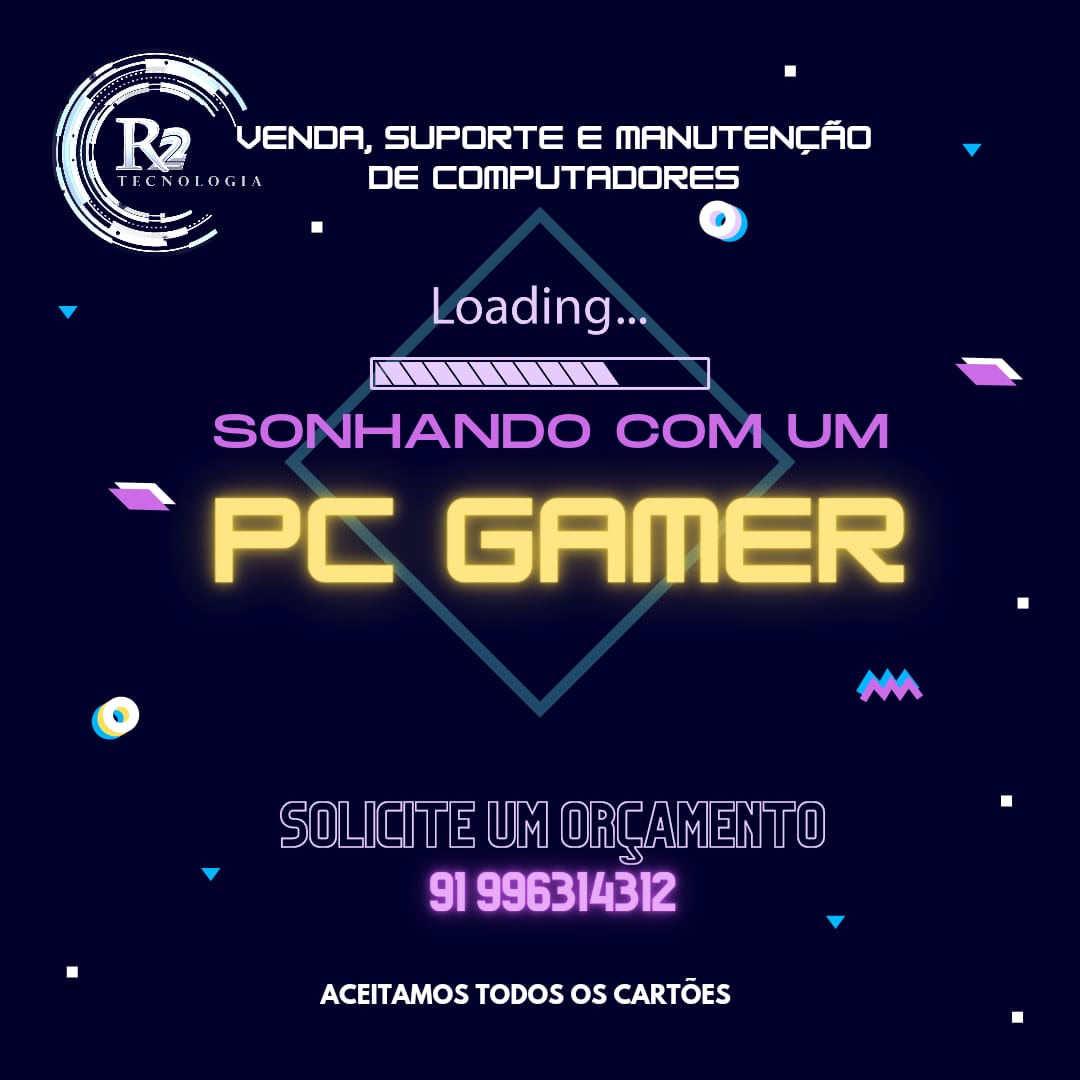 R2
TECNOLOGIA
VENDA, SUPORTE E MANUTENÇÃO
DE COMPUTADORES
Loading...
SONHANDO COM UM
PC GAMER
SOLICITE UM ORÇAMENTO
91 996314312
ACEITAMOS TODOS OS CARTÕES